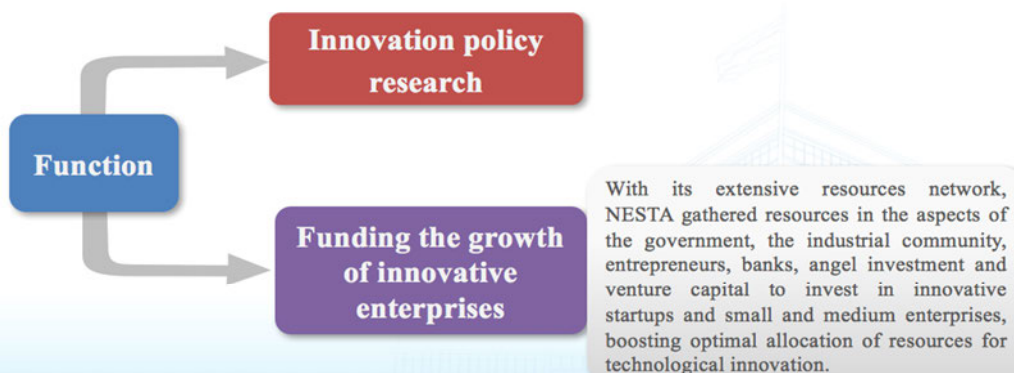 Innovation policy
research
Function
Funding the growth
of innovative
enterprises
With its extensive resources network,
NESTA gathered resources in the aspects of
the government, the industrial community,
entrepreneurs, banks, angel investment and
venture capital to invest in innovative
startups and small and medium enterprises,
boosting optimal allocation of resources for
technological innovation.